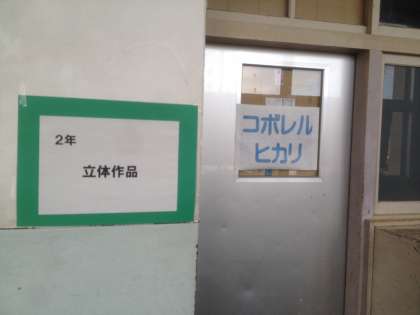 2年
立体作品
コボレル
ヒカリ